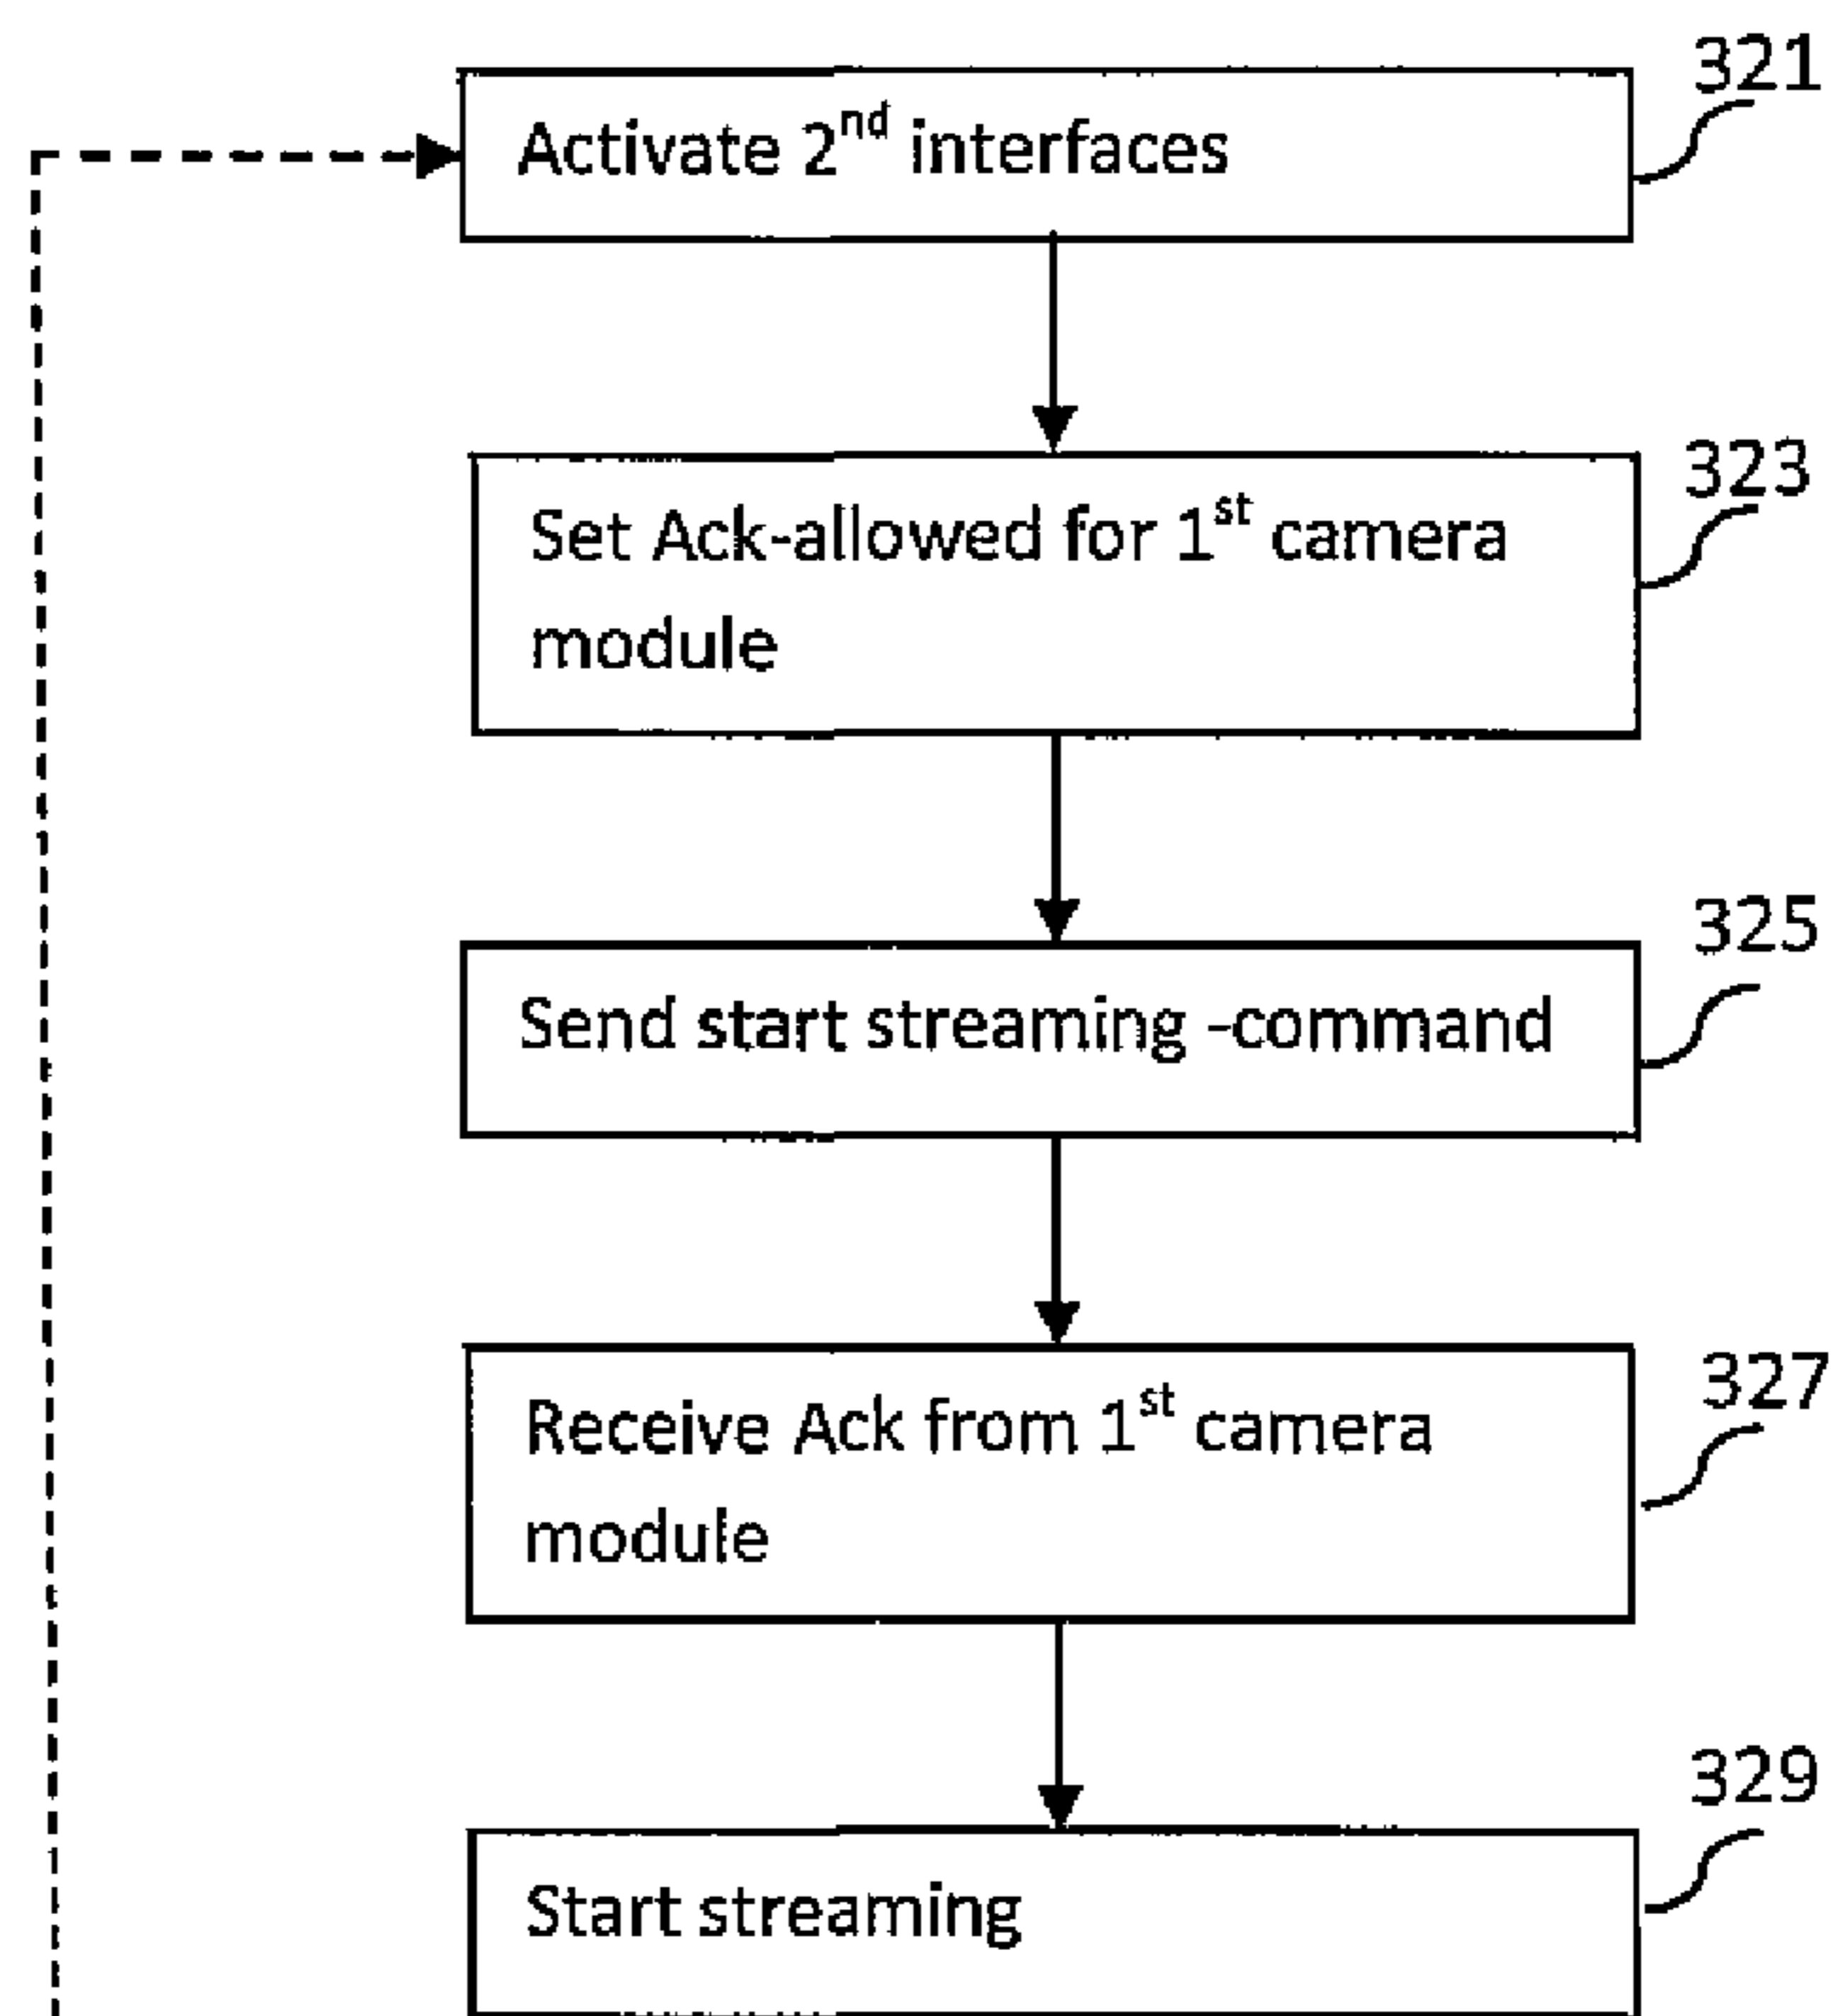 321
Activate 2nd interfaces
323
Set Ack-allowed for 1st camera
module
325
Send start streaming -command
327
Receive Ack from 1st camera
module
329
Start streaming